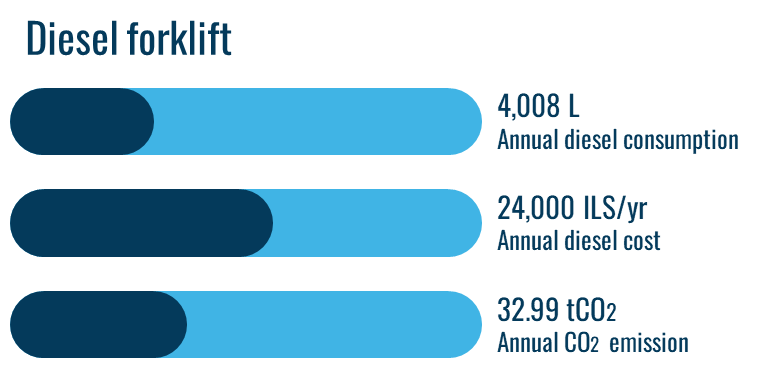 Diesel forklift
4,008 L
Annual diesel consumption
24,000 ILS/yr
Annual diesel cost
32.99 tCO2
Annual CO2 emission